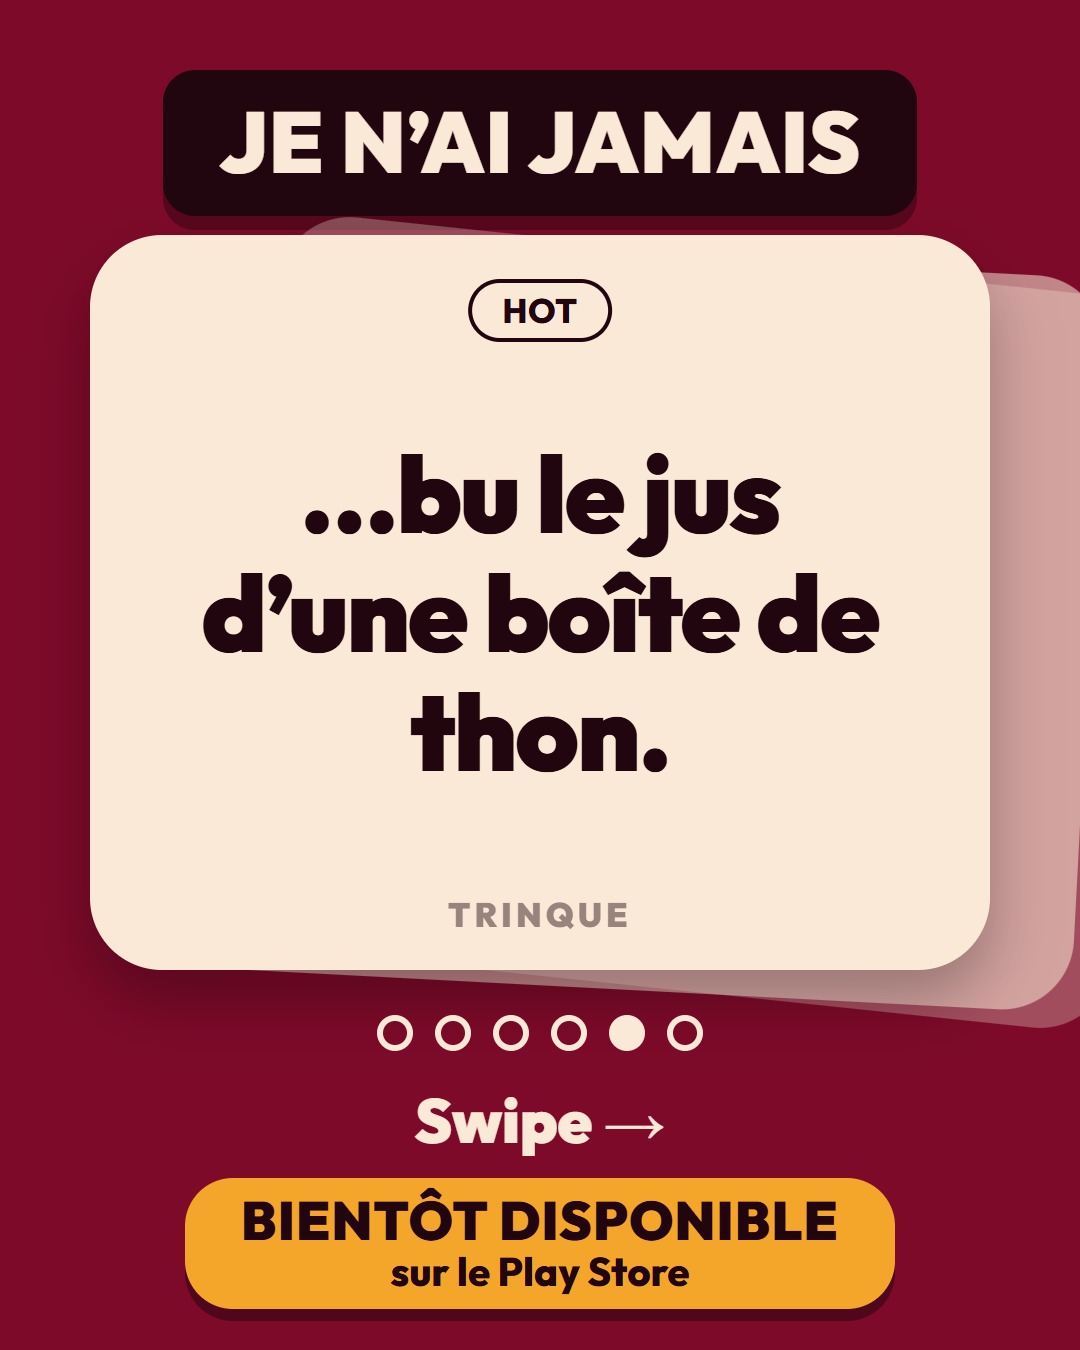 JE N’AI JAMAIS
HOT
...bu le jus
d’une boîte de
thon.
TRINQUE
Swipe →
BIENTÔT DISPONIBLE
sur le Play Store